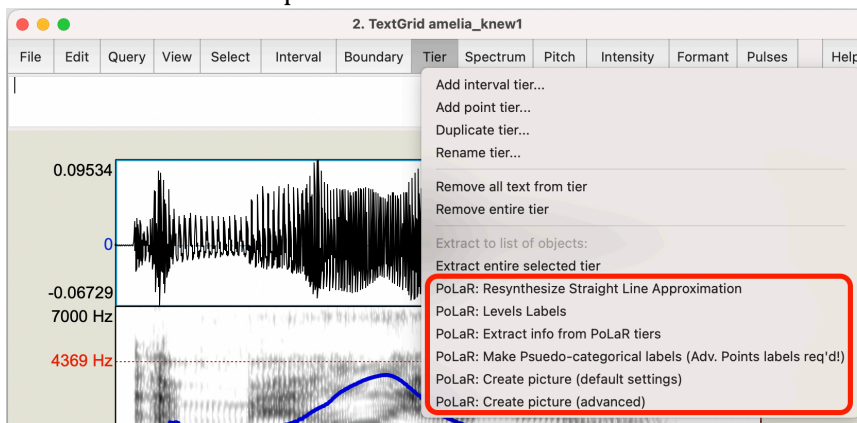 2. TextGrid amelia_knew1
File Edit Query View Select Interval Boundary Tier Spectrum Pitch Intensity Formant Pulses Help
Add interval tier...
Add point tier...
Duplicate tier...
Rename tier...
Remove all text from tier
Remove entire tier
Extract to list of objects:
Extract entire selected tier
PoLaR: Resynthesize Straight Line Approximation
PoLaR: Levels Labels
PoLaR: Extract info from PoLaR tiers
PoLaR: Make Psuedo-categorical labels (Adv. Points labels req'd!)
PoLaR: Create picture (default settings)
PoLaR: Create picture (advanced)
0.09534
0
-0.06729
7000 Hz
4369 Hz